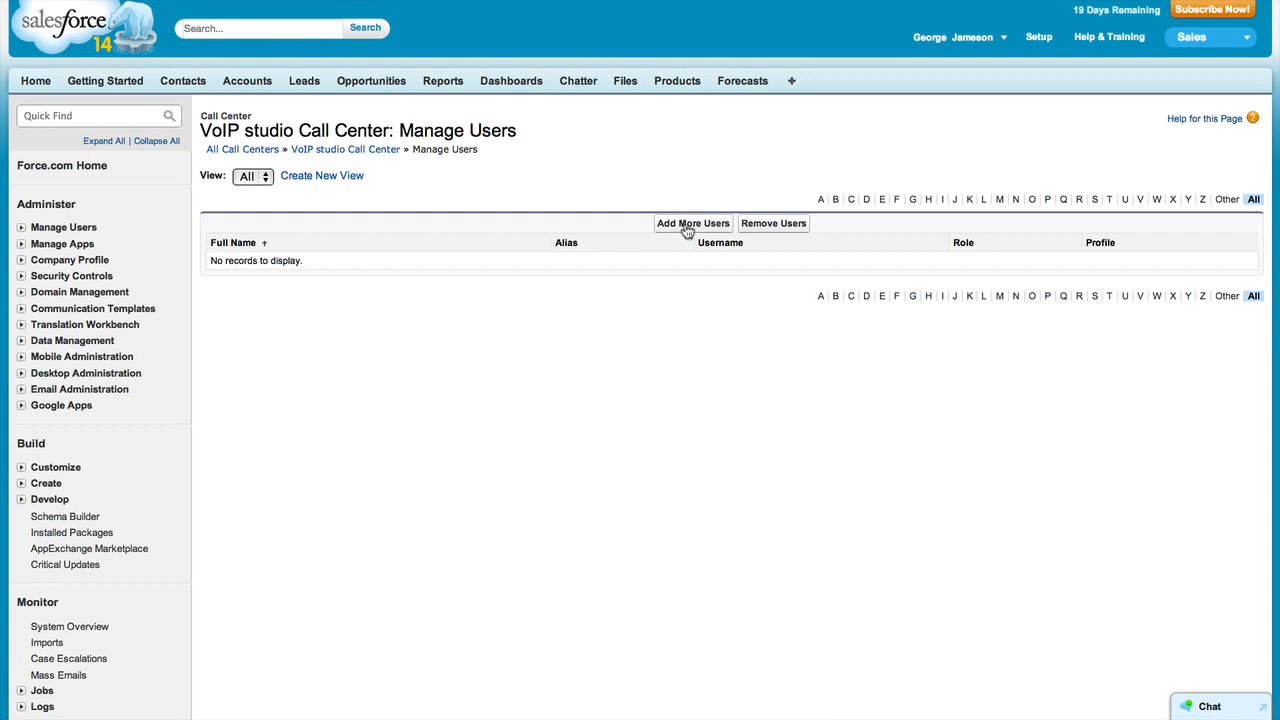 salesforce
14
Search...
Search
19 Days Remaining
Subscribe Now!
George Jameson
Setup
Help & Training
Sales
Home
Getting Started
Contacts
Accounts
Leads
Opportunities
Reports
Dashboards
Chatter
Files
Products
Forecasts
+
Quick Find
Expand All | Collapse All
Force.com Home
Administer
Manage Users
Manage Apps
Company Profile
Security Controls
Domain Management
Communication Templates
Translation Workbench
Data Management
Mobile Administration
Desktop Administration
Email Administration
Google Apps
Build
Customize
Create
Develop
Schema Builder
Installed Packages
AppExchange Marketplace
Critical Updates
Monitor
System Overview
Imports
Case Escalations
Mass Emails
Jobs
Logs
Call Center
VoIP studio Call Center: Manage Users
All Call Centers » VoIP studio Call Center » Manage Users
Help for this Page ?
View: All Create New View
A | B | C | D | E | F | G | H | I | J | K | L | M | N | O | P | Q | R | S | T | U | V | W | X | Y | Z | Other | All
Add More Users Remove Users
Full Name ↑ Alias Username Role Profile
No records to display.
A | B | C | D | E | F | G | H | I | J | K | L | M | N | O | P | Q | R | S | T | U | V | W | X | Y | Z | Other | All
Chat